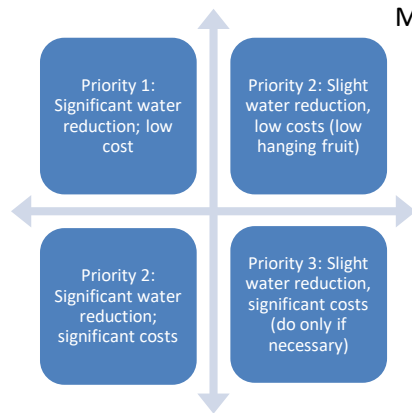 M
Priority 1:
Significant water
reduction; low
cost
Priority 2: Slight
water reduction,
low costs (low
hanging fruit)
Priority 2:
Significant water
reduction;
significant costs
Priority 3: Slight
water reduction,
significant costs
(do only if
necessary)